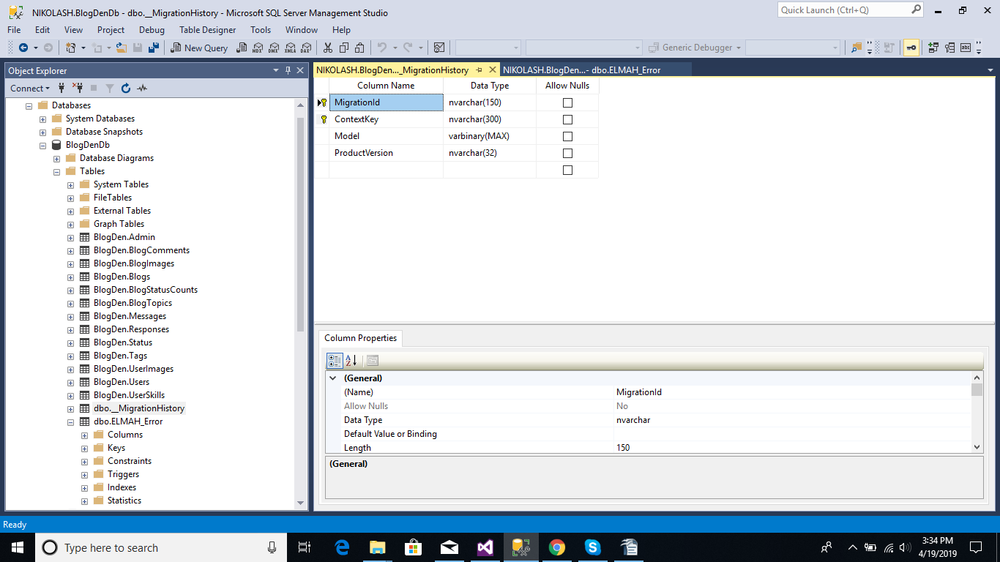 NIKOLASH.BlogDenDb - dbo.__MigrationHistory - Microsoft SQL Server Management Studio
Quick Launch (Ctrl+Q)
File Edit View Project Debug Table Designer Tools Window Help
New Query MDX DMX XMLA DAX Generic Debugger
Object Explorer
Connect
Databases
System Databases
Database Snapshots
BlogDenDb
Database Diagrams
Tables
System Tables
FileTables
External Tables
Graph Tables
BlogDen.Admin
BlogDen.BlogComments
BlogDen.BlogImages
BlogDen.Blogs
BlogDen.BlogStatusCounts
BlogDen.BlogTopics
BlogDen.Messages
BlogDen.Responses
BlogDen.Status
BlogDen.Tags
BlogDen.UserImages
BlogDen.Users
BlogDen.UserSkills
dbo.__MigrationHistory
dbo.ELMAH_Error
Columns
Keys
Constraints
Triggers
Indexes
Statistics
NIKOLASH.BlogDen..._MigrationHistory NIKOLASH.BlogDen...- dbo.ELMAH_Error
Column Name Data Type Allow Nulls
MigrationId nvarchar(150)
ContextKey nvarchar(300)
Model varbinary(MAX)
ProductVersion nvarchar(32)
Column Properties
(General)
(Name) MigrationId
Allow Nulls No
Data Type nvarchar
Default Value or Binding
Length 150
(General)
Ready
Type here to search
3:34 PM
4/19/2019